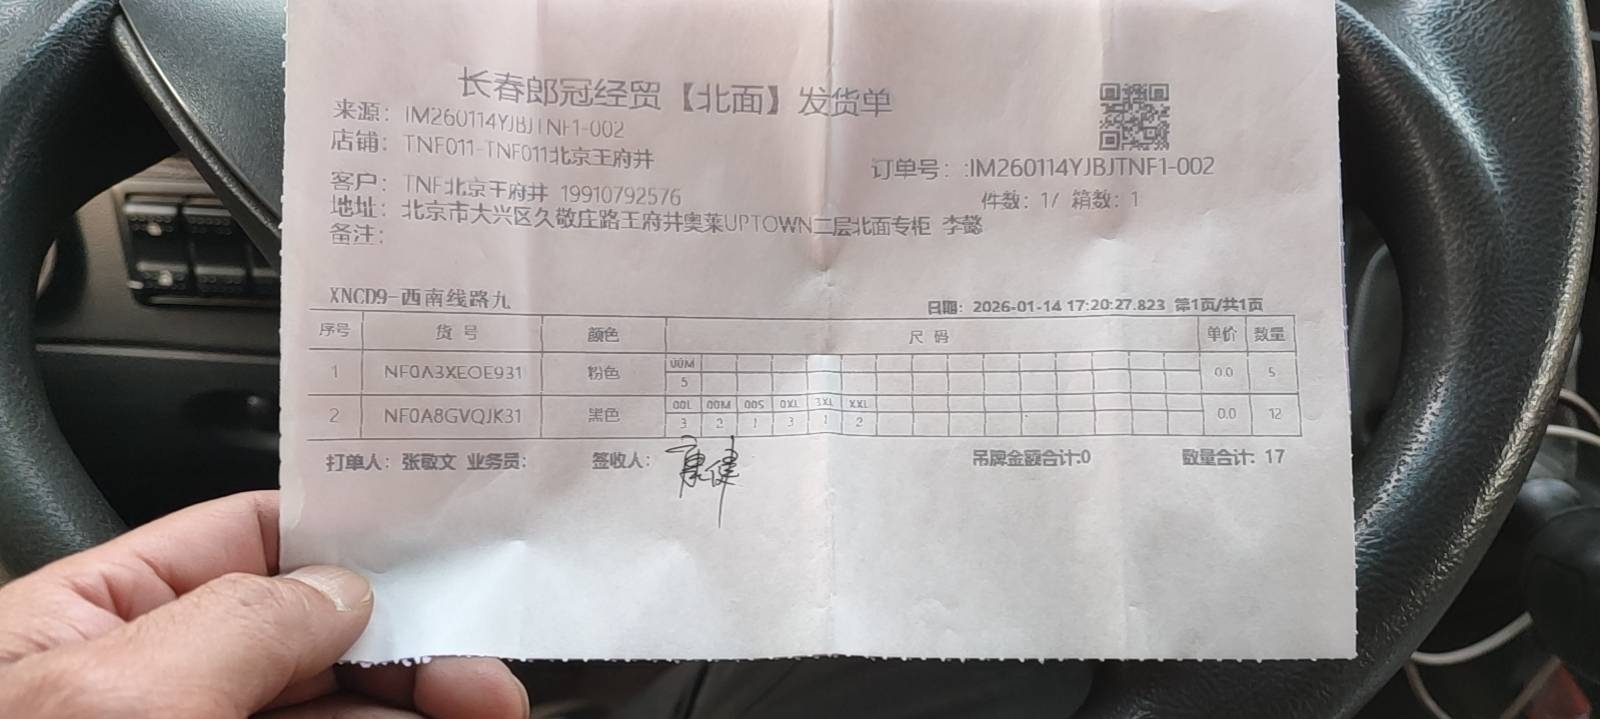 长春郎冠经贸【北面】发货单
来源： IM260114YJBJTNF1-002
店铺： TNF011-TNF011北京王府井
订单号： :IM260114YJBJTNF1-002
客户： TNF北京王府井 19910792576
件数：1/ 箱数：1
地址： 北京市大兴区久敬庄路王府井奥莱UPTOWN二层北面专柜 李懿
备注：
XNCD9-西南线路九
日期： 2026-01-14 17:20:27.823 第1页/共1页
序号 货 号 颜色 尺 码 单价 数量
1 NF0A3XEOE931 粉色 00M 0.0 5
5
2 NF0A8GVQJK31 黑色 00L 00M 00S 0XL 3XL XXL 0.0 12
3 2 1 3 1 2
打单人：张敬文 业务员： 签收人：康健 吊牌金额合计:0 数量合计: 17